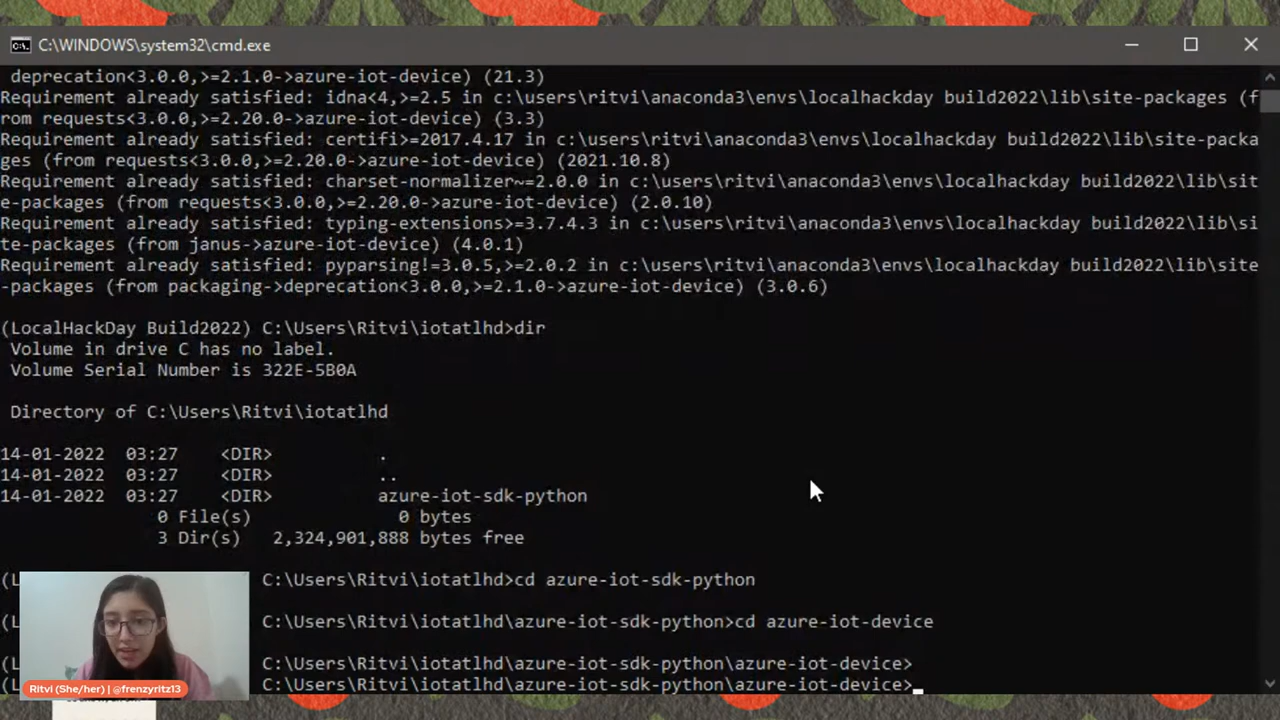 C:\WINDOWS\system32\cmd.exe
deprecation<3.0.0,>=2.1.0->azure-iot-device) (21.3)
Requirement already satisfied: idna<4,>=2.5 in c:\users\ritvi\anaconda3\envs\localhackday build2022\lib\site-packages (f
rom requests<3.0.0,>=2.20.0->azure-iot-device) (3.3)
Requirement already satisfied: certifi>=2017.4.17 in c:\users\ritvi\anaconda3\envs\localhackday build2022\lib\site-packa
ges (from requests<3.0.0,>=2.20.0->azure-iot-device) (2021.10.8)
Requirement already satisfied: charset-normalizer~=2.0.0 in c:\users\ritvi\anaconda3\envs\localhackday build2022\lib\sit
e-packages (from requests<3.0.0,>=2.20.0->azure-iot-device) (2.0.10)
Requirement already satisfied: typing-extensions>=3.7.4.3 in c:\users\ritvi\anaconda3\envs\localhackday build2022\lib\si
te-packages (from janus->azure-iot-device) (4.0.1)
Requirement already satisfied: pyparsing!=3.0.5,>=2.0.2 in c:\users\ritvi\anaconda3\envs\localhackday build2022\lib\site
-packages (from packaging->deprecation<3.0.0,>=2.1.0->azure-iot-device) (3.0.6)
(LocalHackDay Build2022) C:\Users\Ritvi\iotatlhd>dir
Volume in drive C has no label.
Volume Serial Number is 322E-5B0A
Directory of C:\Users\Ritvi\iotatlhd
14-01-2022 03:27 <DIR> .
14-01-2022 03:27 <DIR> ..
14-01-2022 03:27 <DIR> azure-iot-sdk-python
0 File(s) 0 bytes
3 Dir(s) 2,324,901,888 bytes free
(L C:\Users\Ritvi\iotatlhd>cd azure-iot-sdk-python
(L C:\Users\Ritvi\iotatlhd\azure-iot-sdk-python>cd azure-iot-device
(L C:\Users\Ritvi\iotatlhd\azure-iot-sdk-python\azure-iot-device>
(L C:\Users\Ritvi\iotatlhd\azure-iot-sdk-python\azure-iot-device>
Ritvi (She/her) | @frenzyritz13